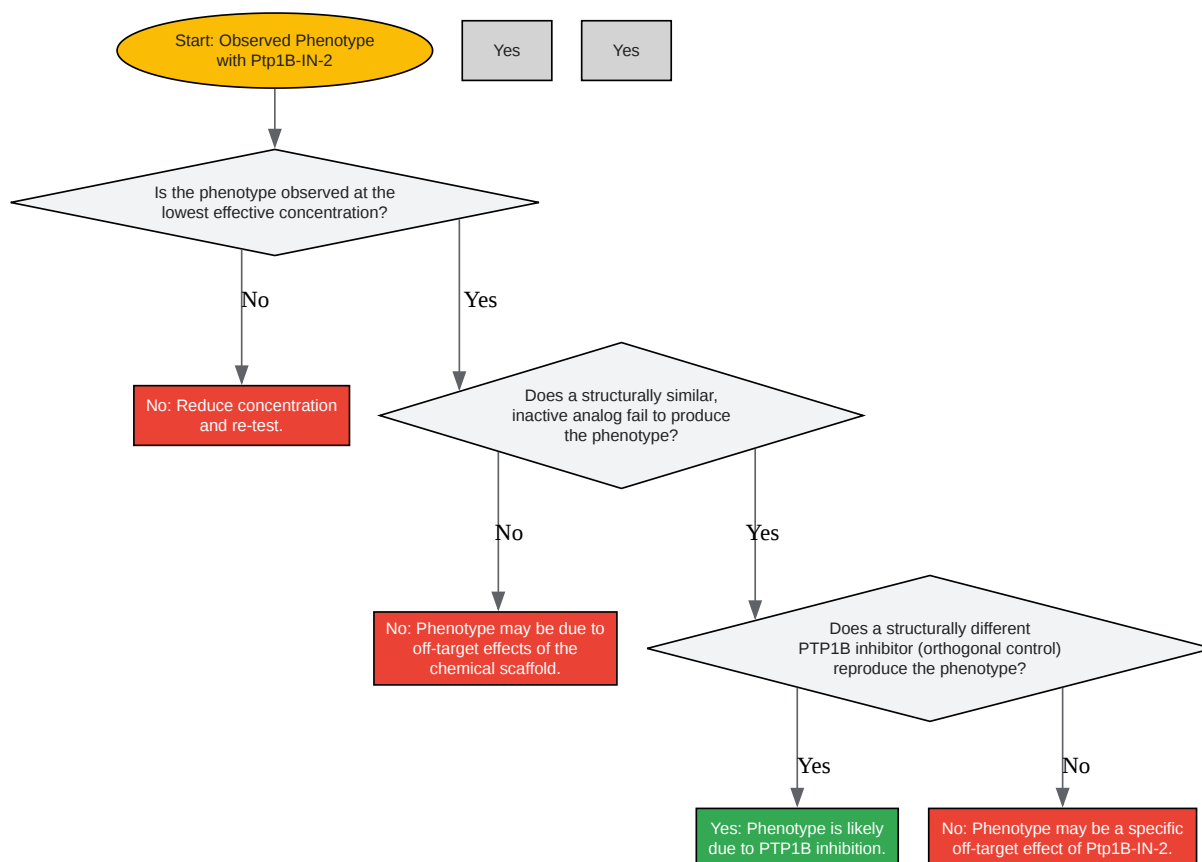 Start: Observed Phenotype
with Ptp1B-IN-2
Yes
Yes
Is the phenotype observed at the
lowest effective concentration?
No
Yes
No: Reduce concentration
and re-test.
Does a structurally similar,
inactive analog fail to produce
the phenotype?
No
Yes
No: Phenotype may be due to
off-target effects of the
chemical scaffold.
Does a structurally different
PTP1B inhibitor (orthogonal control)
reproduce the phenotype?
Yes
No
Yes: Phenotype is likely
due to PTP1B inhibition.
No: Phenotype may be a specific
off-target effect of Ptp1B-IN-2.